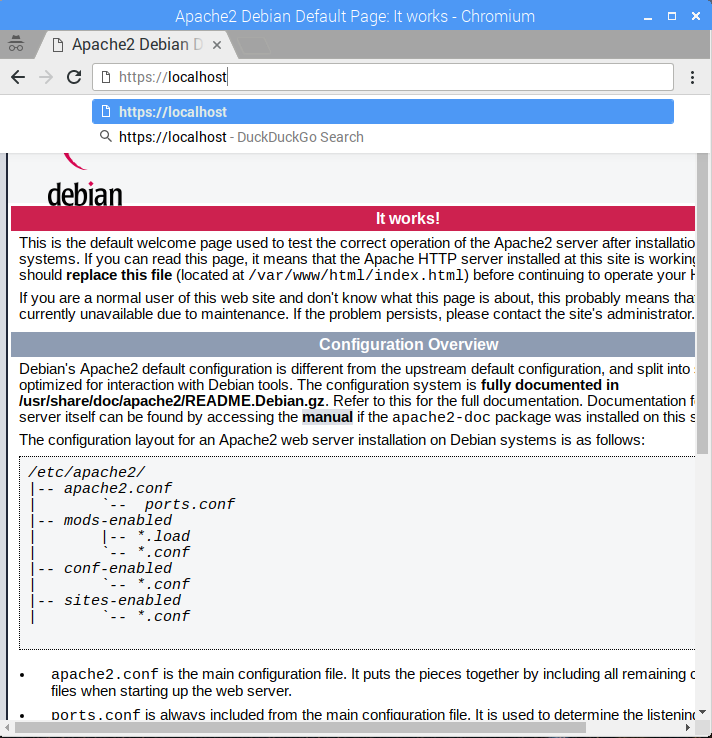 Apache2 Debian Default Page: It works - Chromium
Apache2 Debian D
https://localhost
https://localhost
https://localhost - DuckDuckGo Search
debian
It works!
This is the default welcome page used to test the correct operation of the Apache2 server after installatio
systems. If you can read this page, it means that the Apache HTTP server installed at this site is working
should replace this file (located at /var/www/html/index.html) before continuing to operate your H
If you are a normal user of this web site and don't know what this page is about, this probably means tha
currently unavailable due to maintenance. If the problem persists, please contact the site's administrator.
Configuration Overview
Debian's Apache2 default configuration is different from the upstream default configuration, and split into
optimized for interaction with Debian tools. The configuration system is fully documented in
/usr/share/doc/apache2/README.Debian.gz. Refer to this for the full documentation. Documentation f
server itself can be found by accessing the manual if the apache2-doc package was installed on this s
The configuration layout for an Apache2 web server installation on Debian systems is as follows:
/etc/apache2/
|-- apache2.conf
|       `--  ports.conf
|-- mods-enabled
|       |-- *.load
|       `-- *.conf
|-- conf-enabled
|       `-- *.conf
|-- sites-enabled
|       `-- *.conf
• apache2.conf is the main configuration file. It puts the pieces together by including all remaining c
files when starting up the web server.
• ports.conf is always included from the main configuration file. It is used to determine the listening